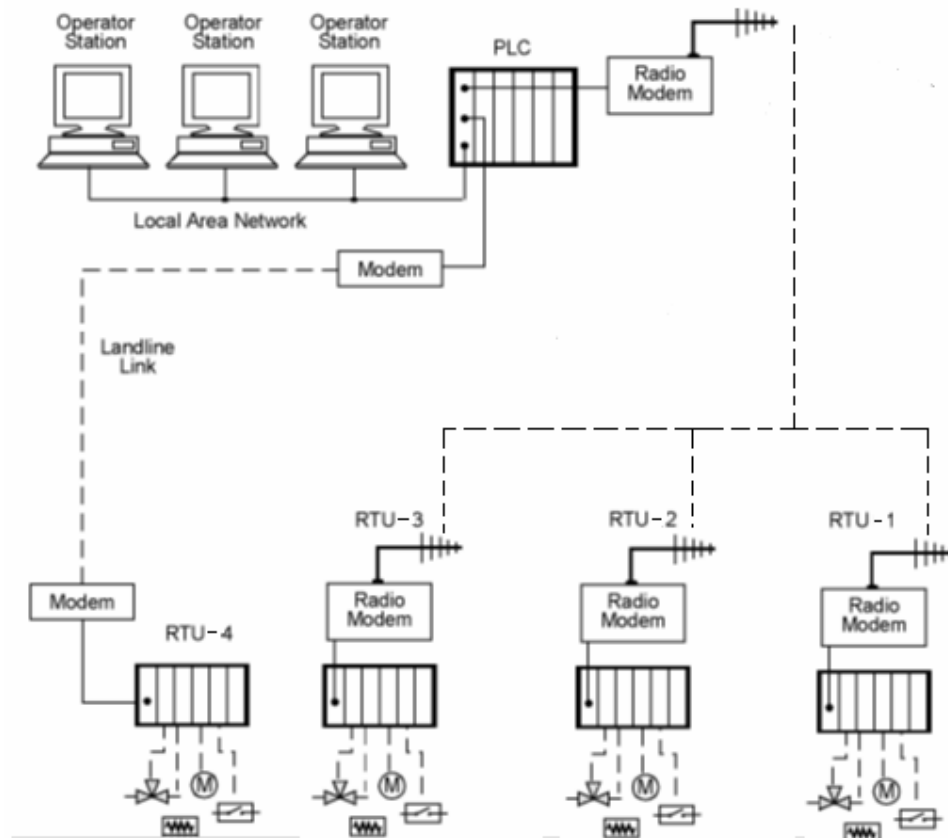 Operator
Station
Operator
Station
Operator
Station
PLC
Radio
Modem
Local Area Network
Modem
Landline
Link
RTU-3
RTU-2
RTU-1
Radio
Modem
Radio
Modem
Radio
Modem
Modem
RTU-4
M
M
M
M